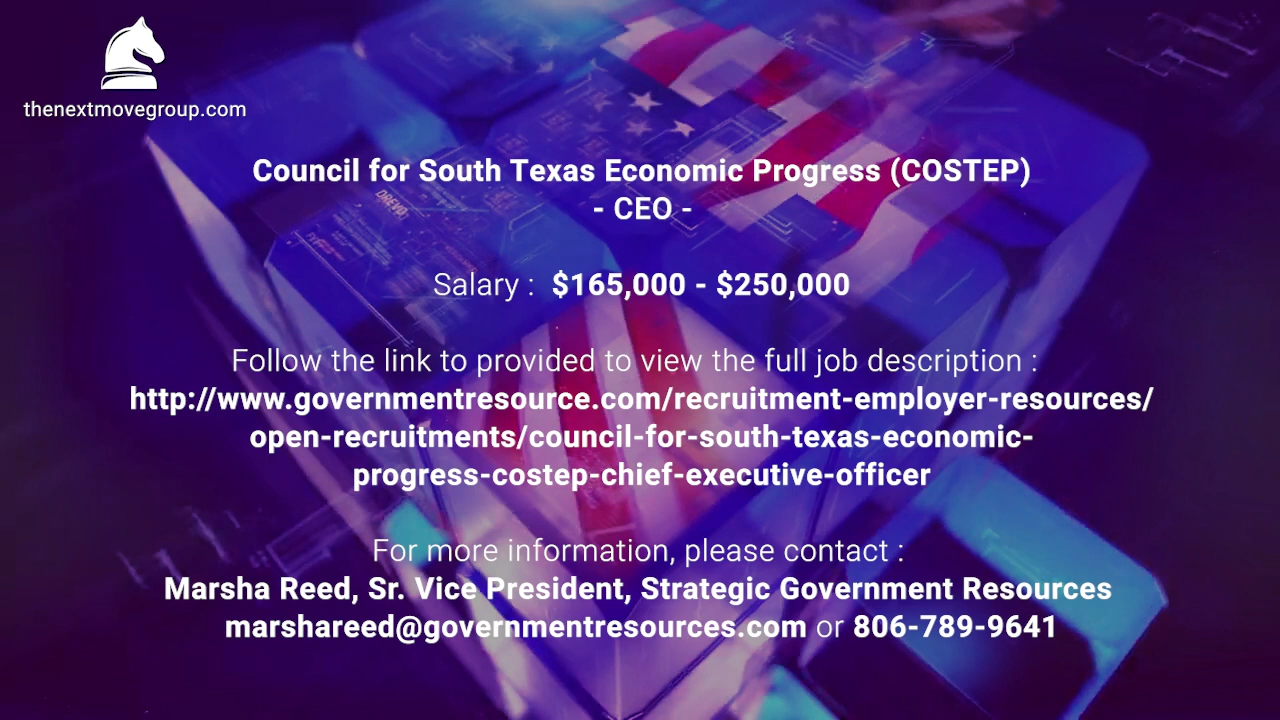 thenextmovegroup.com
Council for South Texas Economic Progress (COSTEP)
- CEO -
Salary : $165,000 - $250,000
Follow the link to provided to view the full job description :
http://www.governmentresource.com/recruitment-employer-resources/
open-recruitments/council-for-south-texas-economic-
progress-costep-chief-executive-officer
For more information, please contact :
Marsha Reed, Sr. Vice President, Strategic Government Resources
marshareed@governmentresources.com or 806-789-9641